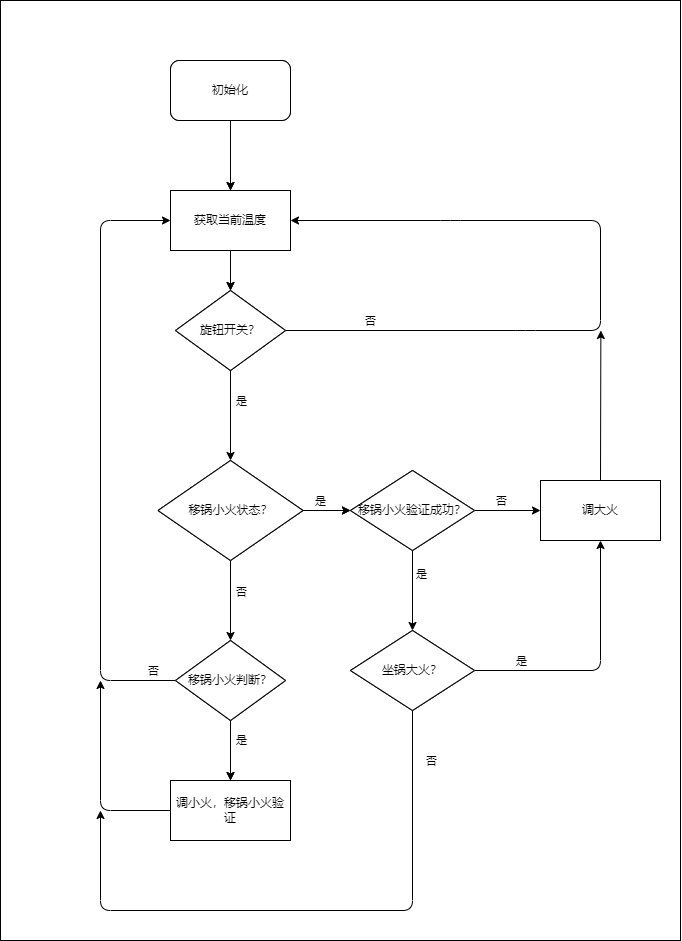 初始化
获取当前温度
旋钮开关？
否
是
移锅小火状态？
是
移锅小火验证成功？
否
调大火
否
是
移锅小火判断？
否
坐锅大火？
是
是
否
调小火，移锅小火验
证